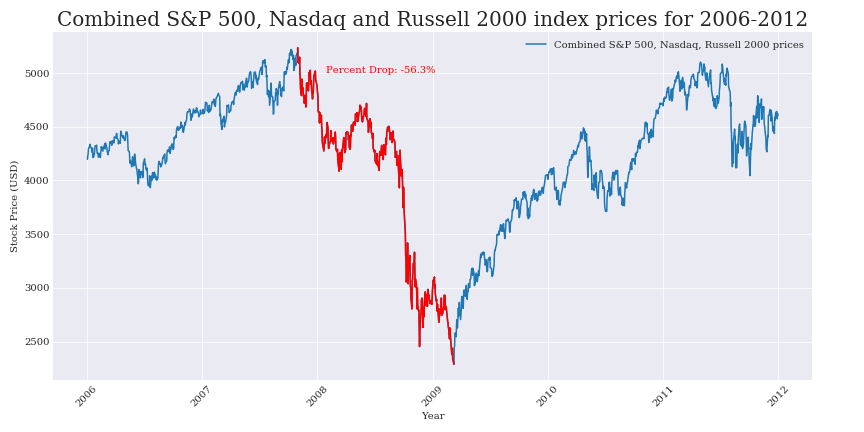 Combined S&P 500, Nasdaq and Russell 2000 index prices for 2006-2012
Combined S&P 500, Nasdaq, Russell 2000 prices
Percent Drop: -56.3%
5000
4500
4000
3500
3000
2500
Stock Price (USD)
2006
2007
2008
2009
2010
2011
2012
Year